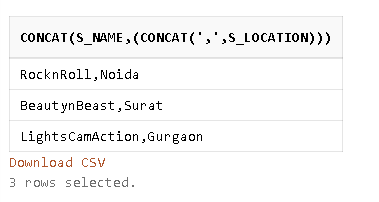 CONCAT(S_NAME,(CONCAT(',',S_LOCATION)))
RocknRoll,Noida
BeautynBeast,Surat
LightsCamAction,Gurgaon
Download CSV
3 rows selected.